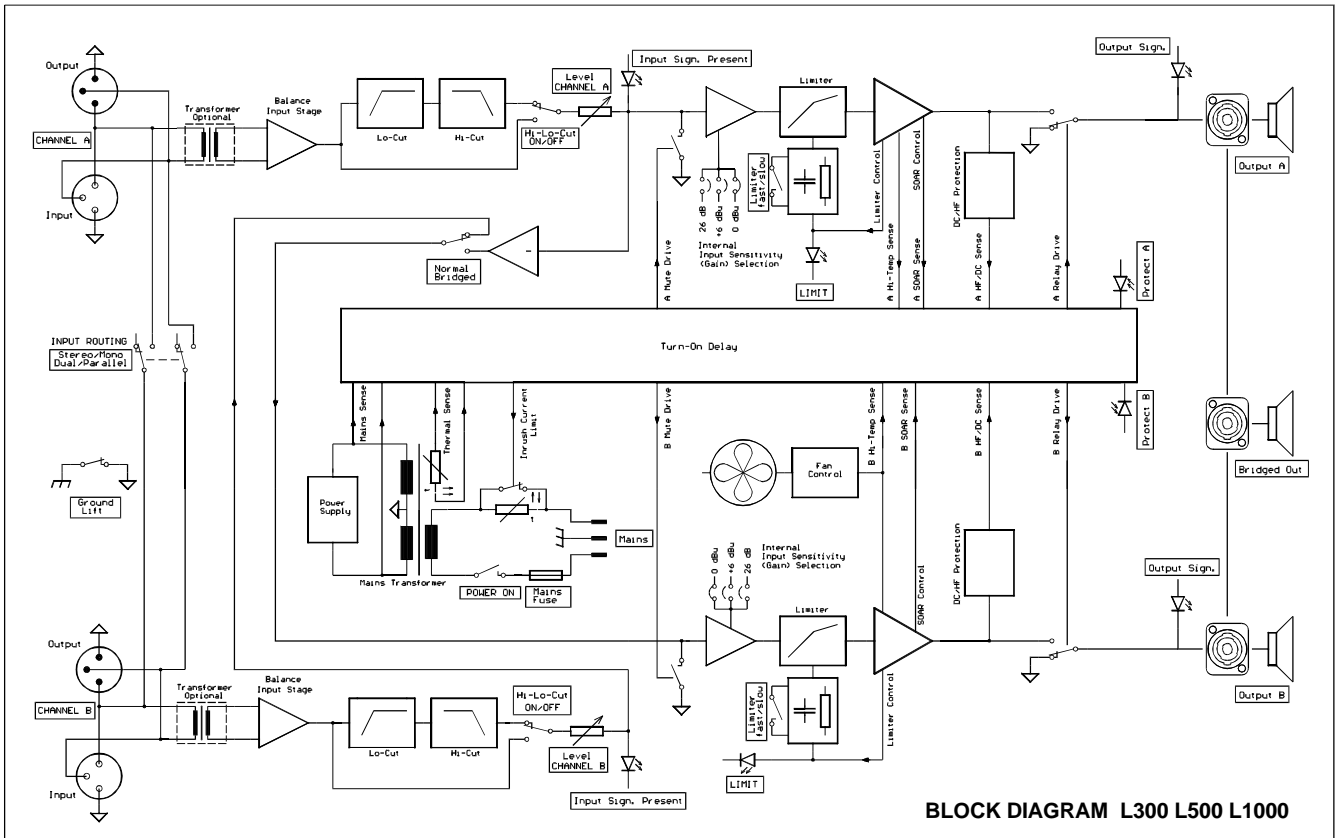 Output
Transformer
Optional
CHANNEL A
Input
Balance
Input Stage
Lo-Cut
Hi-Cut
Hi-Lo-Cut
ON/OFF
Level
CHANNEL A
Input Sign. Present
26 dB
+6 dBu
0 dBu
Internal
Input Sensitivity
(Gain) Selection
Limiter
Limiter
fast/slow
LIMIT
Limiter Control
SOAR Control
DC/HF Protection
Output Sign.
Output A
Normal
Bridged
A Mute Drive
A Hi-Temp Sense
A SOAR Sense
A HF/DC Sense
A Relay Drive
Protect A
INPUT ROUTING
Stereo/Mono
Dual/Parallel
Turn-On Delay
Ground
Lift
Mains Sense
Thermal Sense
Inrush Current
Limit
B Mute Drive
B Hi-Temp Sense
B SOAR Sense
B HF/DC Sense
B Relay Drive
Protect B
Bridged Out
Power
Supply
Mains Transformer
t
t
POWER ON
Mains
Fuse
Mains
Fan
Control
0 dBu
+6 dBu
26 dB
Internal
Input Sensitivity
(Gain) Selection
Limiter
Limiter
fast/slow
LIMIT
Limiter Control
SOAR Control
DC/HF Protection
Output Sign.
Output B
Output
Transformer
Optional
CHANNEL B
Input
Balance
Input Stage
Lo-Cut
Hi-Cut
Hi-Lo-Cut
ON/OFF
Level
CHANNEL B
Input Sign. Present
BLOCK DIAGRAM L300 L500 L1000